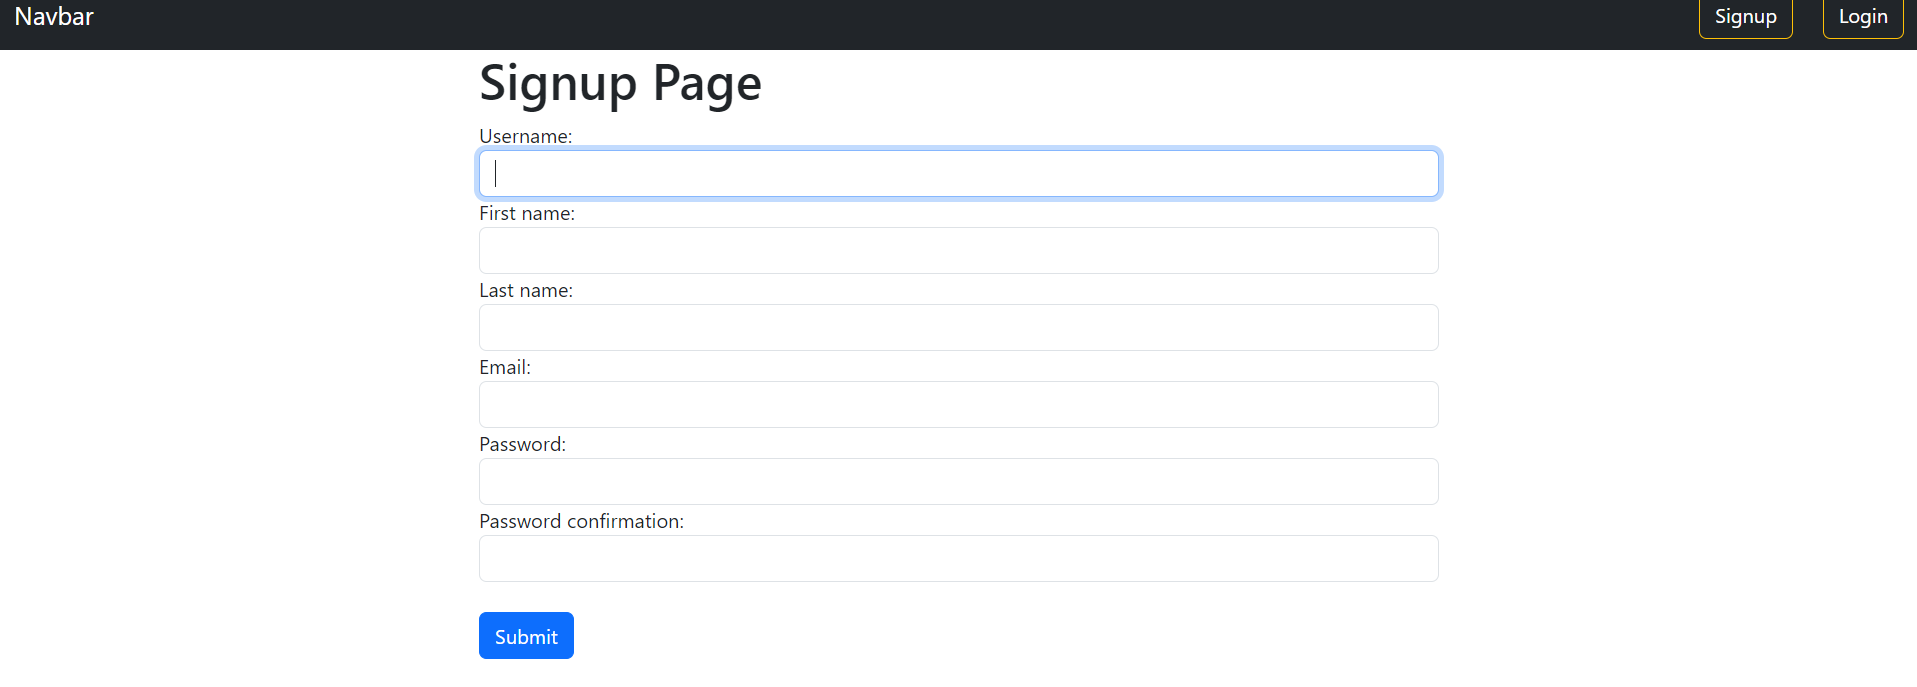 Navbar Signup Login
Signup Page
Username:
First name:
Last name:
Email:
Password:
Password confirmation:
Submit